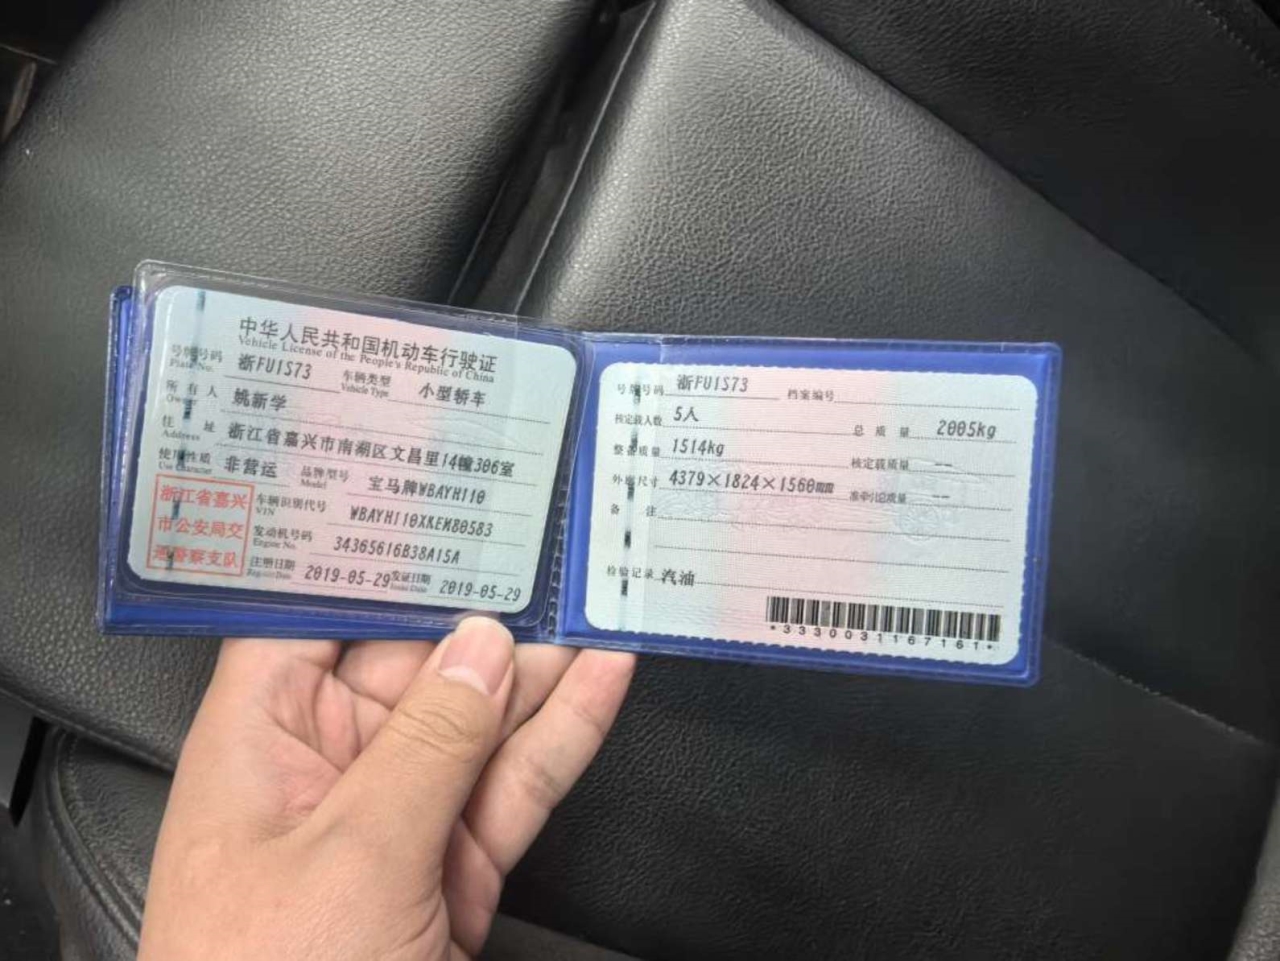 中华人民共和国机动车行驶证
Vehicle License of the People's Republic of China
号牌号码 浙FU1S73 车辆类型 小型轿车
Plate No. Vehicle Type
所有人 姚新学
Owner
住址 浙江省嘉兴市南湖区文昌里14幢306室
Address
使用性质 非营运 品牌型号 宝马牌WBAYH110
Use Character Model
浙江省嘉兴
市公安局交
通警察支队
车辆识别代号 WBAYH110XKEW80583
VIN
发动机号码 34365616B38A15A
Engine No.
注册日期 2019-05-29 发证日期 2019-05-29
Register Date Issue Date
号牌号码 浙FU1S73 档案编号
核定载人数 5人 总质量 2005kg
整备质量 1514kg 核定载质量 --
外廓尺寸 4379×1824×1560mm 准牵引总质量 --
备注
检验记录 汽油
*3330031167161*